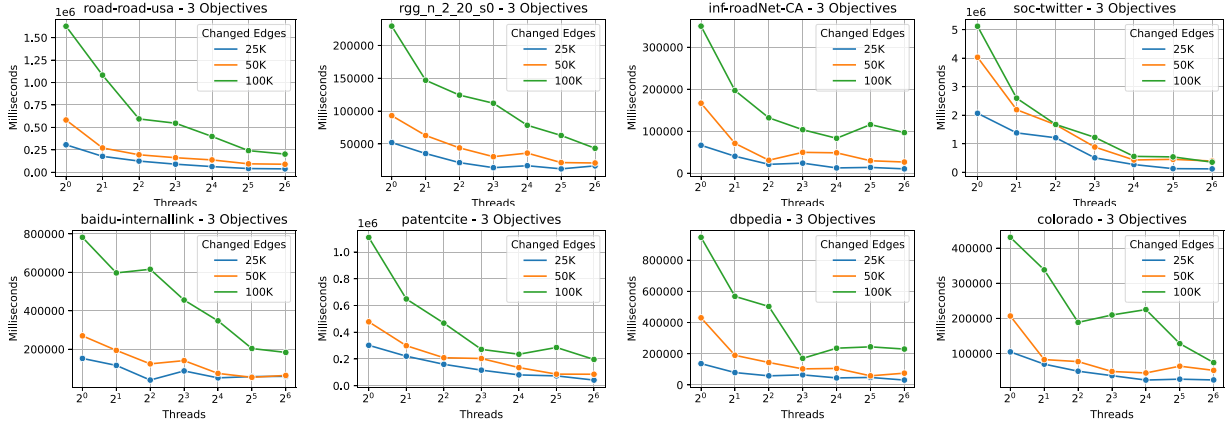 road-road-usa - 3 Objectives
1e6
Milliseconds
1.50
1.25
1.00
0.75
0.50
0.25
0.00
Changed Edges
25K
50K
100K
2^0 2^1 2^2 2^3 2^4 2^5 2^6
Threads
rgg_n_2_20_s0 - 3 Objectives
Milliseconds
200000
150000
100000
50000
Changed Edges
25K
50K
100K
2^0 2^1 2^2 2^3 2^4 2^5 2^6
Threads
inf-roadNet-CA - 3 Objectives
Milliseconds
300000
200000
100000
0
Changed Edges
25K
50K
100K
2^0 2^1 2^2 2^3 2^4 2^5 2^6
Threads
soc-twitter - 3 Objectives
1e6
Milliseconds
5
4
3
2
1
0
Changed Edges
25K
50K
100K
2^0 2^1 2^2 2^3 2^4 2^5 2^6
Threads
baidu-internallink - 3 Objectives
Milliseconds
800000
600000
400000
200000
Changed Edges
25K
50K
100K
2^0 2^1 2^2 2^3 2^4 2^5 2^6
Threads
patentcite - 3 Objectives
1e6
Milliseconds
1.0
0.8
0.6
0.4
0.2
0.0
Changed Edges
25K
50K
100K
2^0 2^1 2^2 2^3 2^4 2^5 2^6
Threads
dbpedia - 3 Objectives
Milliseconds
800000
600000
400000
200000
0
Changed Edges
25K
50K
100K
2^0 2^1 2^2 2^3 2^4 2^5 2^6
Threads
colorado - 3 Objectives
Milliseconds
400000
300000
200000
100000
Changed Edges
25K
50K
100K
2^0 2^1 2^2 2^3 2^4 2^5 2^6
Threads